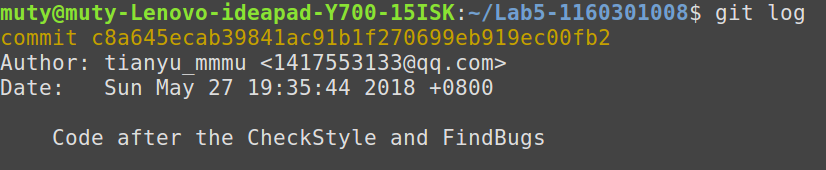 muty@muty-Lenovo-ideapad-Y700-15ISK:~/Lab5-1160301008$ git log
commit c8a645ecab39841ac91b1f270699eb919ec00fb2
Author: tianyu_mmmu <1417553133@qq.com>
Date:   Sun May 27 19:35:44 2018 +0800
    Code after the CheckStyle and FindBugs